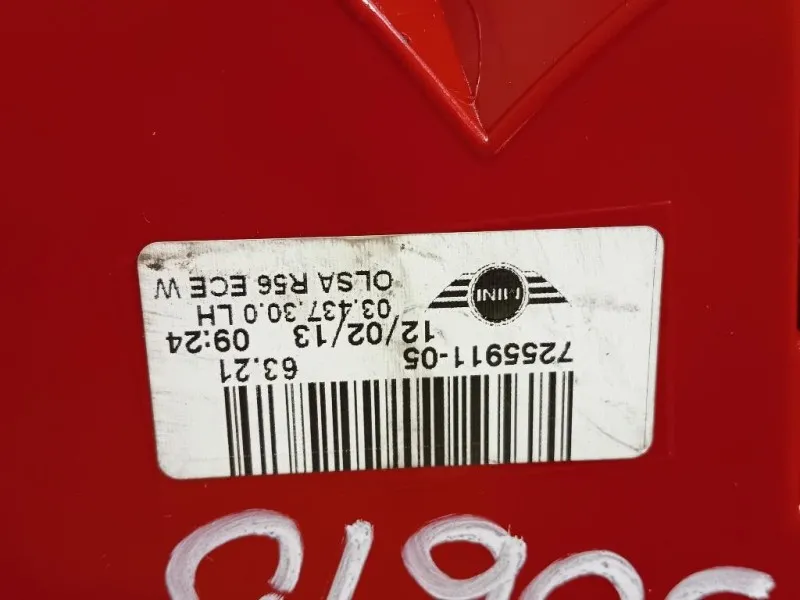 7255911-05 63.21
12/02/13 09:24
03.437.30.0 LH
OLSA R56 ECE W
MINI